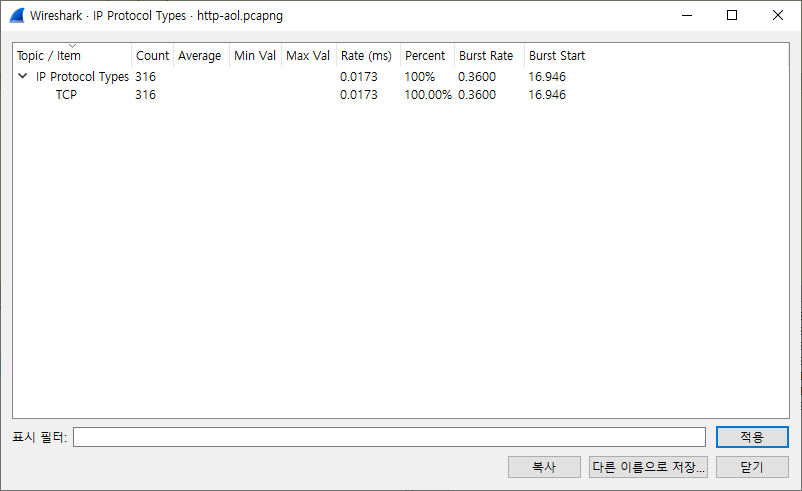 Wireshark · IP Protocol Types · http-aol.pcapng
Topic / Item Count Average Min Val Max Val Rate (ms) Percent Burst Rate Burst Start
IP Protocol Types 316 0.0173 100% 0.3600 16.946
TCP 316 0.0173 100.00% 0.3600 16.946
표시 필터: 적용
복사 다른 이름으로 저장... 닫기